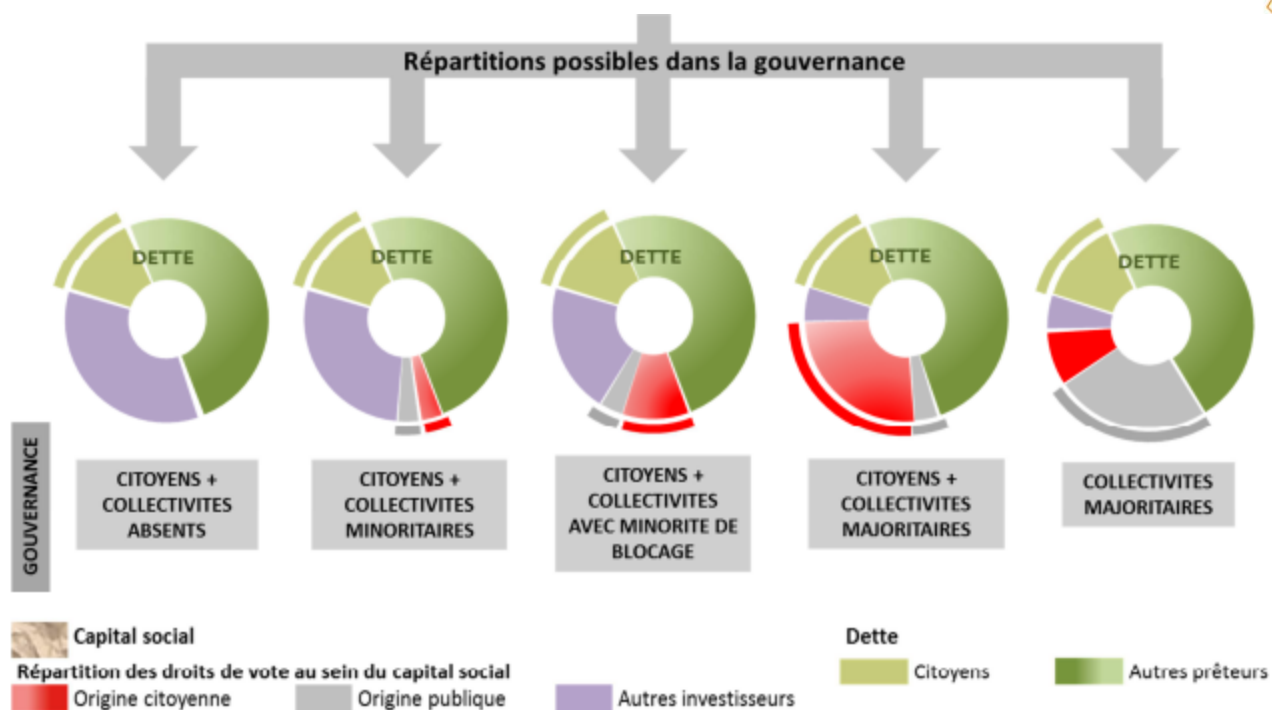 Répartitions possibles dans la gouvernance
DETTE
DETTE
DETTE
DETTE
DETTE
GOUVERNANCE
CITOYENS +
COLLECTIVITES
ABSENTS
CITOYENS +
COLLECTIVITES
MINORITAIRES
CITOYENS +
COLLECTIVITES
AVEC MINORITE DE
BLOCAGE
CITOYENS +
COLLECTIVITES
MAJORITAIRES
COLLECTIVITES
MAJORITAIRES
Capital social
Répartition des droits de vote au sein du capital social
Origine citoyenne
Origine publique
Autres investisseurs
Dette
Citoyens
Autres prêteurs